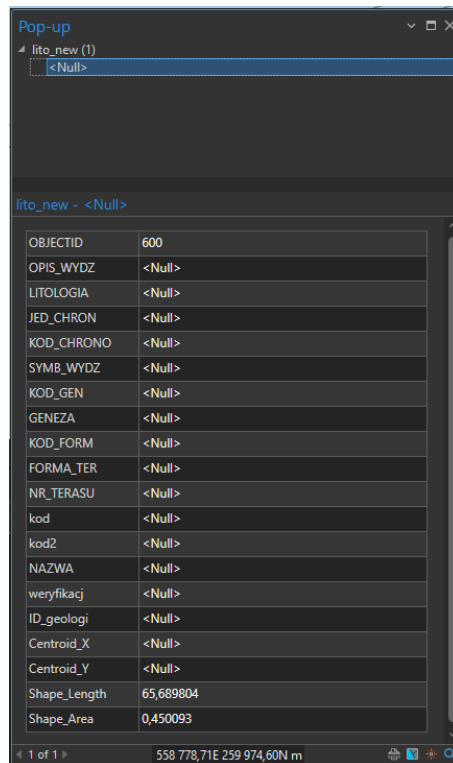 Pop-up
lito_new (1)
<Null>
lito_new - <Null>
OBJECTID 600
OPIS_WYDZ <Null>
LITOLOGIA <Null>
JED_CHRON <Null>
KOD_CHRONO <Null>
SYMB_WYDZ <Null>
KOD_GEN <Null>
GENEZA <Null>
KOD_FORM <Null>
FORMA_TER <Null>
NR_TERASU <Null>
kod <Null>
kod2 <Null>
NAZWA <Null>
weryfikacj <Null>
ID_geologi <Null>
Centroid_X <Null>
Centroid_Y <Null>
Shape_Length 65,689804
Shape_Area 0,450093
1 of 1 558 778,71E 259 974,60N m